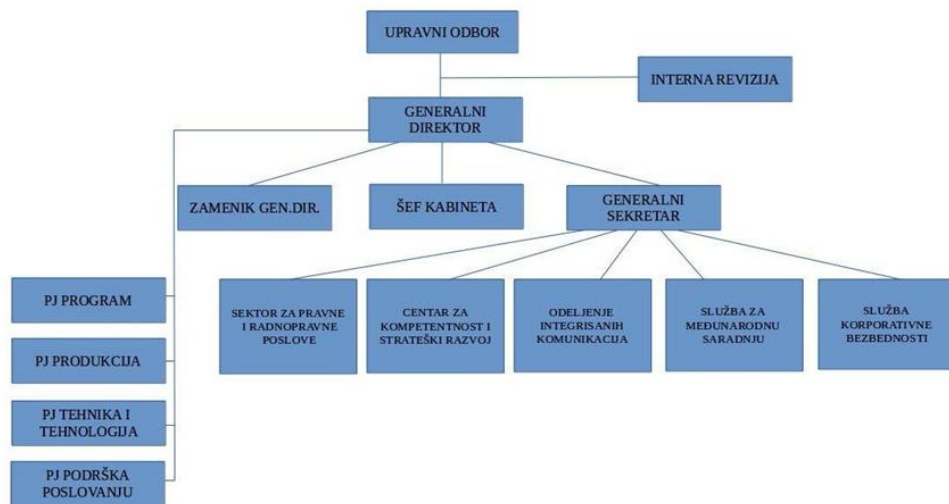 UPRAVNI ODBOR
INTERNA REVIZIJA
GENERALNI
DIREKTOR
ZAMENIK GEN.DIR.
ŠEF KABINETA
GENERALNI
SEKRETAR
PJ PROGRAM
PJ PRODUKCIJA
PJ TEHNIKA I
TEHNOLOGIJA
PJ PODRŠKA
POSLOVANJU
SEKTOR ZA PRAVNE
I RADNOPRAVNE
POSLOVE
CENTAR ZA
KOMPETENTNOST I
STRATEŠKI RAZVOJ
ODELJENJE
INTEGRISANIH
KOMUNIKACIJA
SLUŽBA ZA
MEĐUNARODNU
SARADNJU
SLUŽBA
KORPORATIVNE
BEZBEDNOSTI